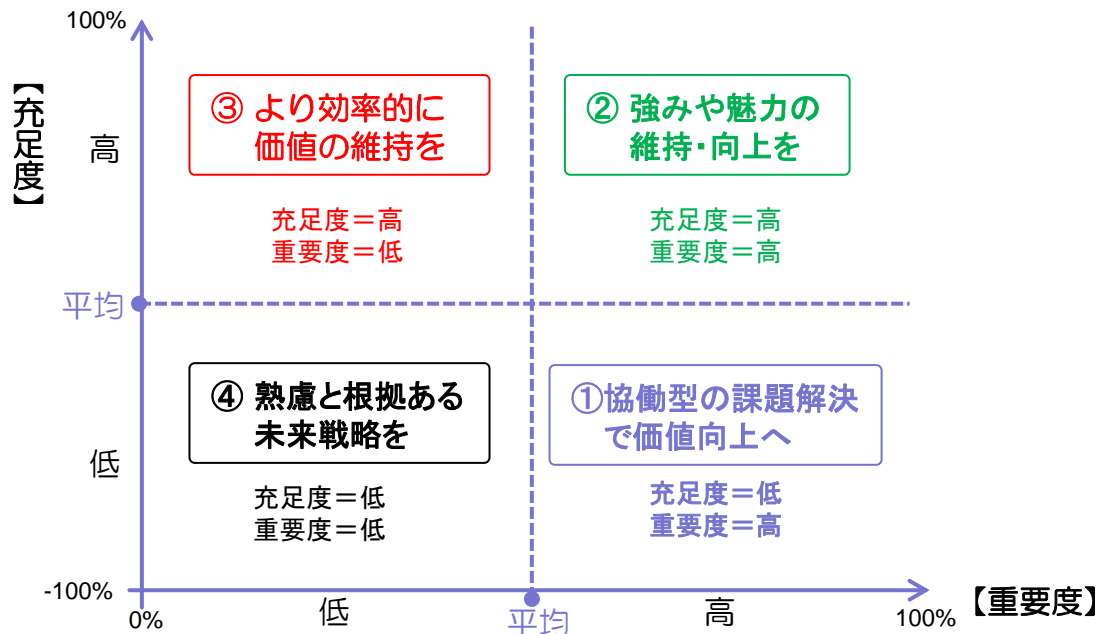 100%
【充足度】
高
③ より効率的に
価値の維持を
充足度＝高
重要度＝低
② 強みや魅力の
維持・向上を
充足度＝高
重要度＝高
平均
④ 熟慮と根拠ある
未来戦略を
充足度＝低
重要度＝低
①協働型の課題解決
で価値向上へ
充足度＝低
重要度＝高
低
-100%
0%
低
平均
高
100%
【重要度】